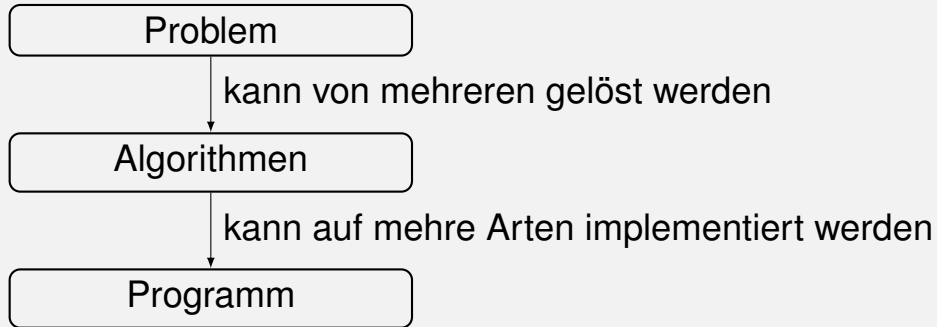 Problem
kann von mehreren gelöst werden
Algorithmen
kann auf mehre Arten implementiert werden
Programm